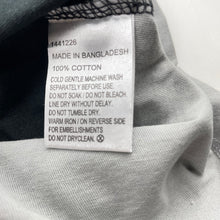 1441226
MADE IN BANGLADESH
100% COTTON
COLD GENTLE MACHINE WASH
SEPARATELY BEFORE USE.
DO NOT SOAK / DO NOT BLEACH
LINE DRY WITHOUT DELAY.
DO NOT TUMBLE DRY.
WARM IRON / ON REVERSE SIDE
FOR EMBELLISHMENTS
DO NOT DRYCLEAN.